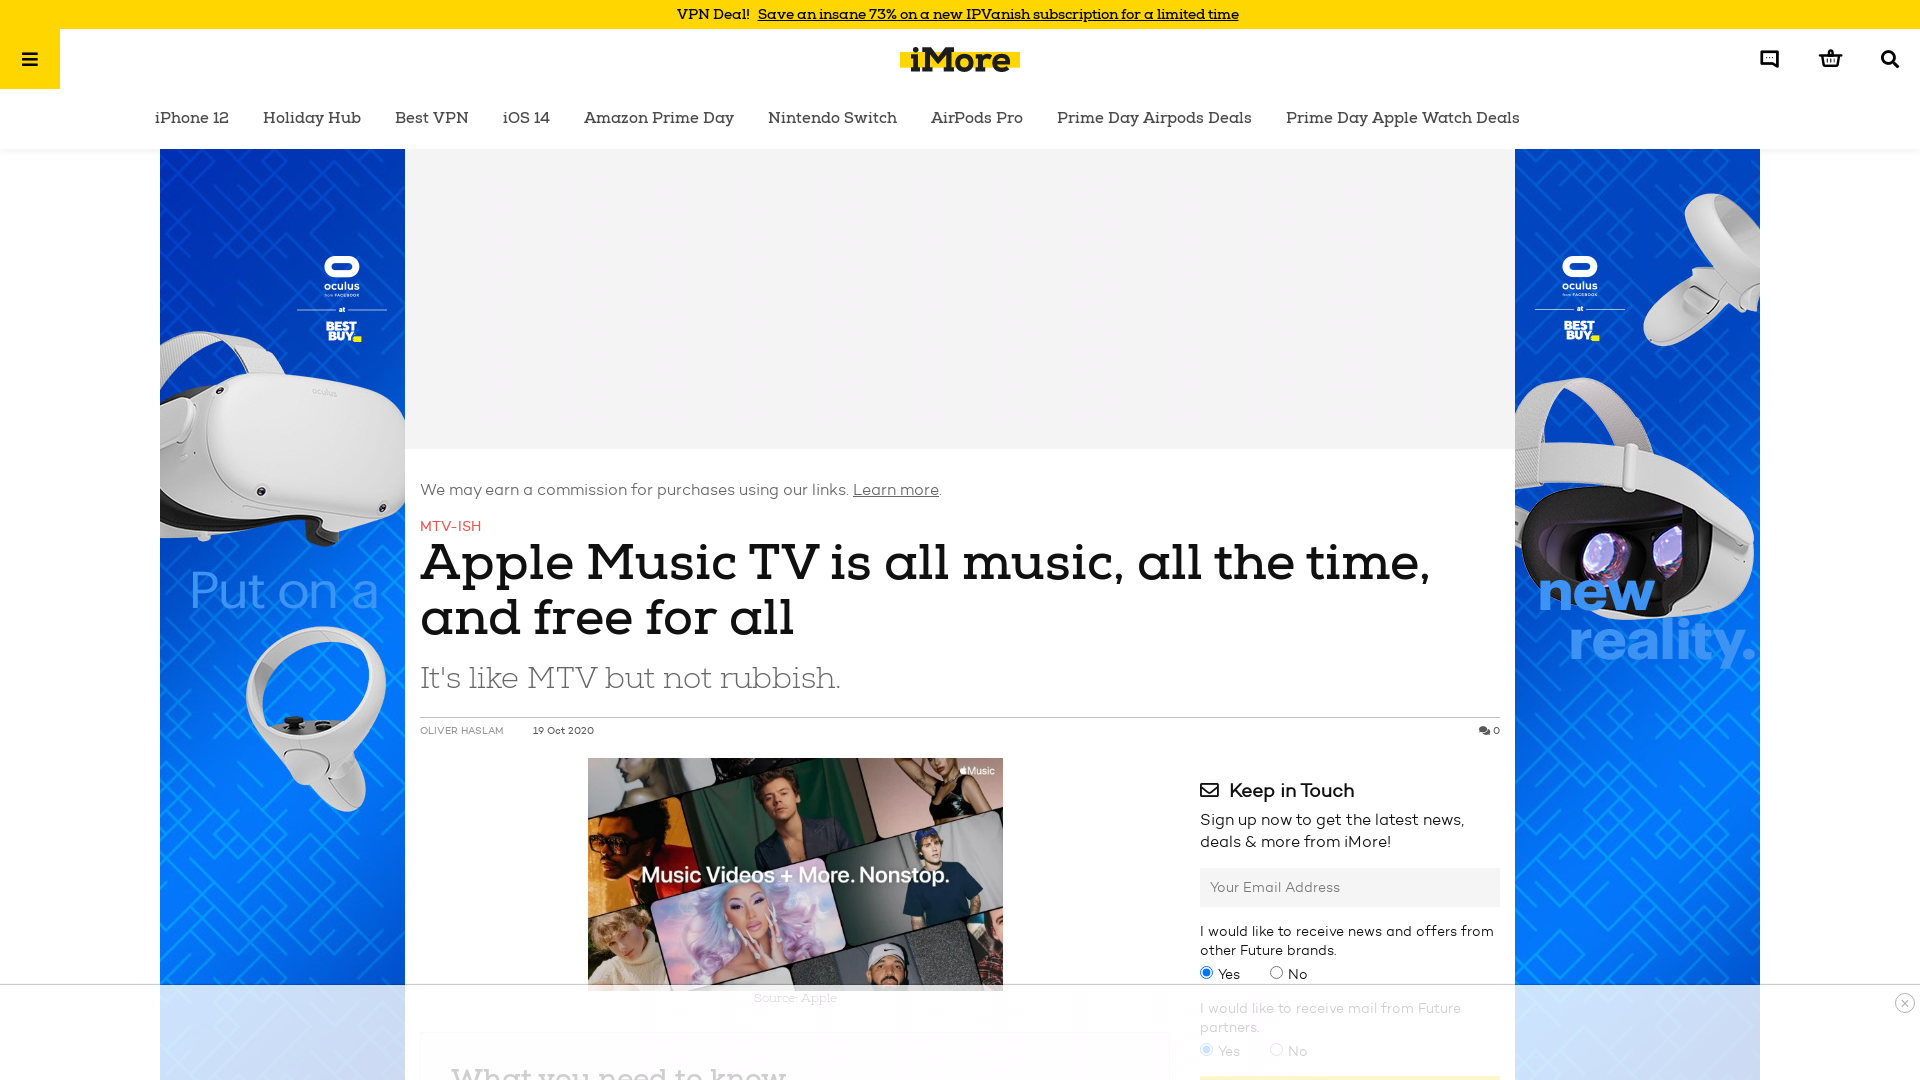 VPN Deal! Save an insane 73% on a new IPVanish subscription for a limited time
iMore
iPhone 12 Holiday Hub Best VPN iOS 14 Amazon Prime Day Nintendo Switch AirPods Pro Prime Day Airpods Deals Prime Day Apple Watch Deals
oculus
from FACEBOOK
at
BEST
BUY
oculus
Put on a
oculus
from FACEBOOK
at
BEST
BUY
new
reality.
We may earn a commission for purchases using our links. Learn more.
MTV-ISH
Apple Music TV is all music, all the time,
and free for all
It's like MTV but not rubbish.
OLIVER HASLAM 19 Oct 2020 0
Music
Music Videos + More. Nonstop.
Source: Apple
What you need to know
Keep in Touch
Sign up now to get the latest news,
deals & more from iMore!
Your Email Address
I would like to receive news and offers from
other Future brands.
Yes No
I would like to receive mail from Future
partners.
Yes No